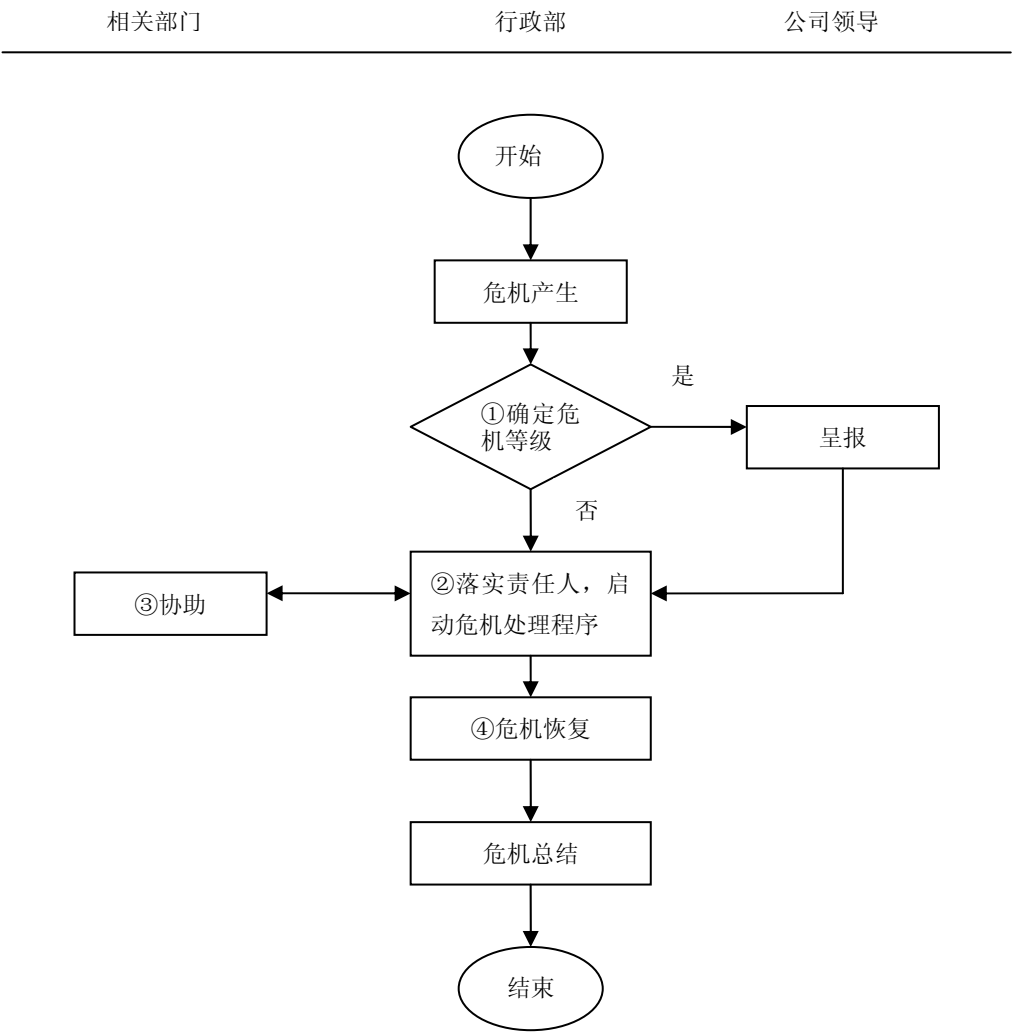 相关部门 行政部 公司领导
开始
危机产生
是
①确定危
机等级
呈报
否
②落实责任人，启
动危机处理程序
③协助
④危机恢复
危机总结
结束